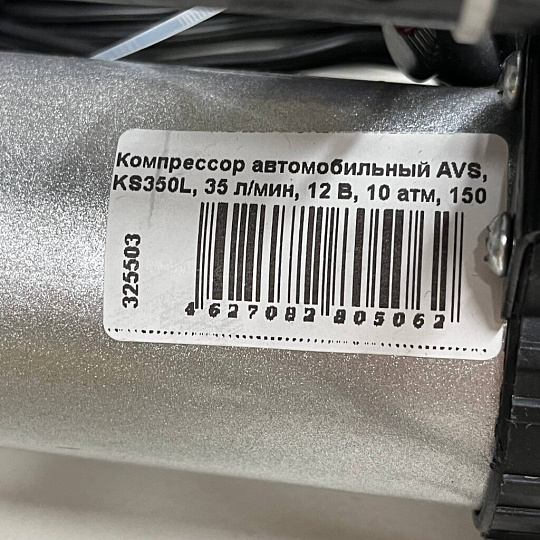 Компрессор автомобильный AVS,
KS350L, 35 л/мин, 12 В, 10 атм, 150
325503
4 627082 805062